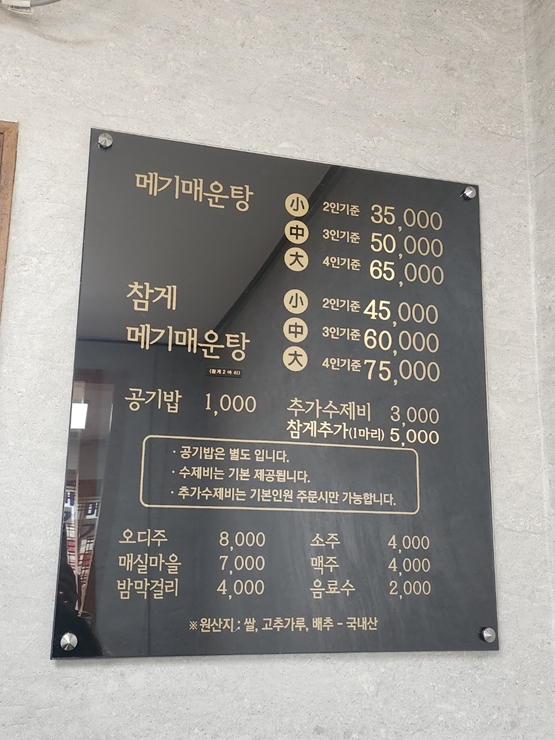 메기매운탕 小 2인기준 35,000
中 3인기준 50,000
大 4인기준 65,000
참게 메기매운탕 小 2인기준 45,000
中 3인기준 60,000
大 4인기준 75,000
(참게 2 마리)
공기밥 1,000 추가수제비 3,000
참게추가(1마리) 5,000
· 공기밥은 별도 입니다.
· 수제비는 기본 제공됩니다.
· 추가수제비는 기본인원 주문시만 가능합니다.
오디주 8,000 소주 4,000
매실마을 7,000 맥주 4,000
밤막걸리 4,000 음료수 2,000
※원산지 : 쌀, 고추가루, 배추 - 국내산